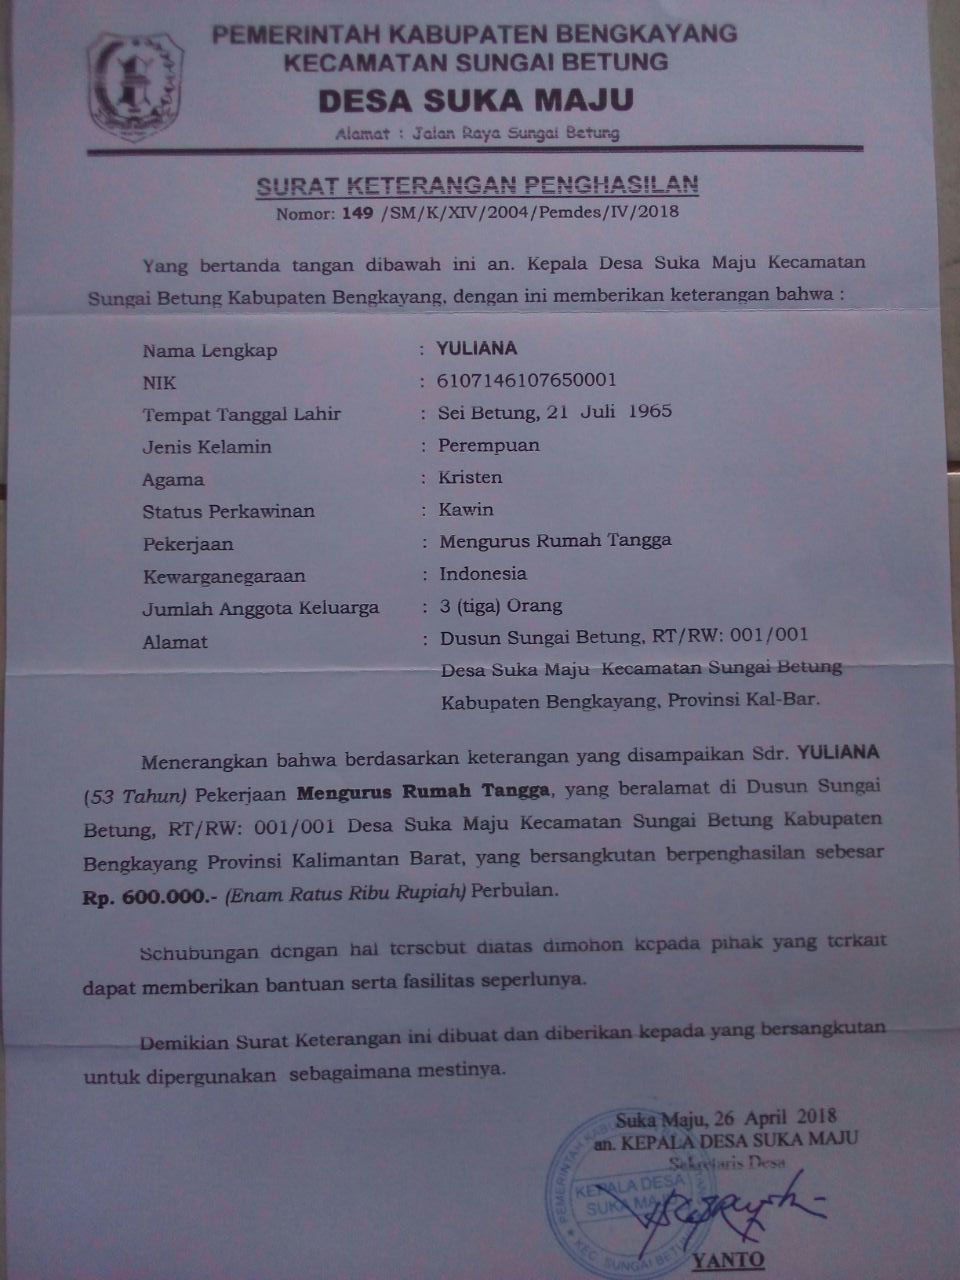 PEMERINTAH KABUPATEN BENGKAYANG
KECAMATAN SUNGAI BETUNG
DESA SUKA MAJU
Alamat : Jalan Raya Sungai Betung
SURAT KETERANGAN PENGHASILAN
Nomor: 149 /SM/K/XIV/2004/Pemdes/IV/2018
Yang bertanda tangan dibawah ini an. Kepala Desa Suka Maju Kecamatan
Sungai Betung Kabupaten Bengkayang, dengan ini memberikan keterangan bahwa :
Nama Lengkap : YULIANA
NIK : 6107146107650001
Tempat Tanggal Lahir : Sei Betung, 21 Juli 1965
Jenis Kelamin : Perempuan
Agama : Kristen
Status Perkawinan : Kawin
Pekerjaan : Mengurus Rumah Tangga
Kewarganegaraan : Indonesia
Jumlah Anggota Keluarga : 3 (tiga) Orang
Alamat : Dusun Sungai Betung, RT/RW: 001/001
Desa Suka Maju Kecamatan Sungai Betung
Kabupaten Bengkayang, Provinsi Kal-Bar.
Menerangkan bahwa berdasarkan keterangan yang disampaikan Sdr. YULIANA
(53 Tahun) Pekerjaan Mengurus Rumah Tangga, yang beralamat di Dusun Sungai
Betung, RT/RW: 001/001 Desa Suka Maju Kecamatan Sungai Betung Kabupaten
Bengkayang Provinsi Kalimantan Barat, yang bersangkutan berpenghasilan sebesar
Rp. 600.000.- (Enam Ratus Ribu Rupiah) Perbulan.
Sehubungan dengan hal tersebut diatas dimohon kepada pihak yang terkait
dapat memberikan bantuan serta fasilitas seperlunya.
Demikian Surat Keterangan ini dibuat dan diberikan kepada yang bersangkutan
untuk dipergunakan sebagaimana mestinya.
Suka Maju, 26 April 2018
an. KEPALA DESA SUKA MAJU
Sekretaris Desa
KEPALA DESA
SUKA MAJU
KEC. SUNGAI BETUNG
YANTO